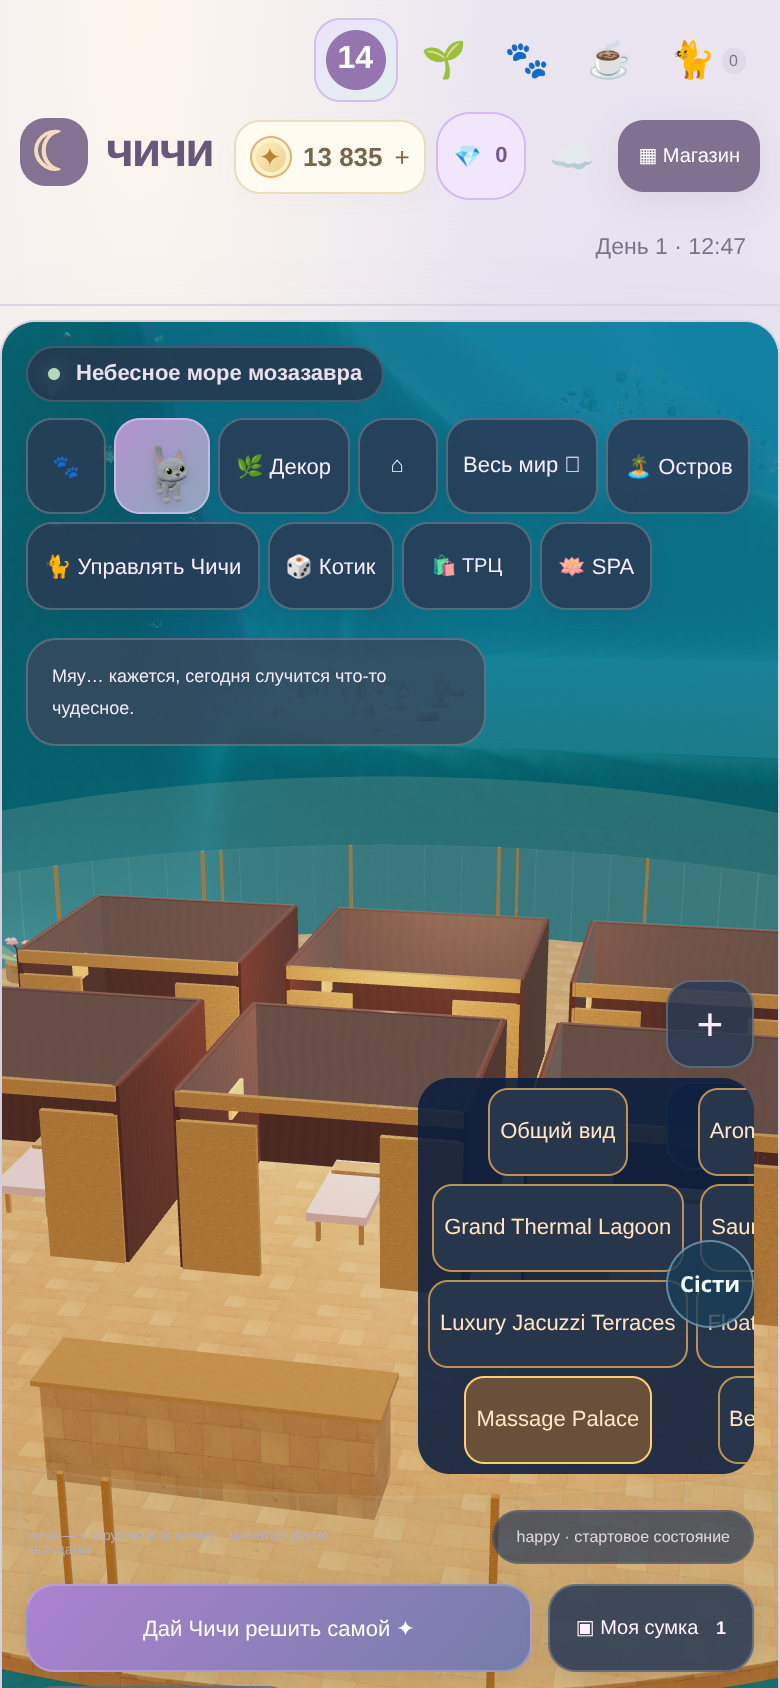 14
0
чичи
13 835 +
0
Магазин
День 1 · 12:47
Небесное море мозазавра
Декор
Весь мир
Остров
Управлять Чичи
Котик
ТРЦ
SPA
Мяу… кажется, сегодня случится что-то
чудесное.
+
Общий вид
Grand Thermal Lagoon
Сісти
Luxury Jacuzzi Terraces
Massage Palace
happy · стартовое состояние
Дай Чичи решить самой ✦
Моя сумка 1